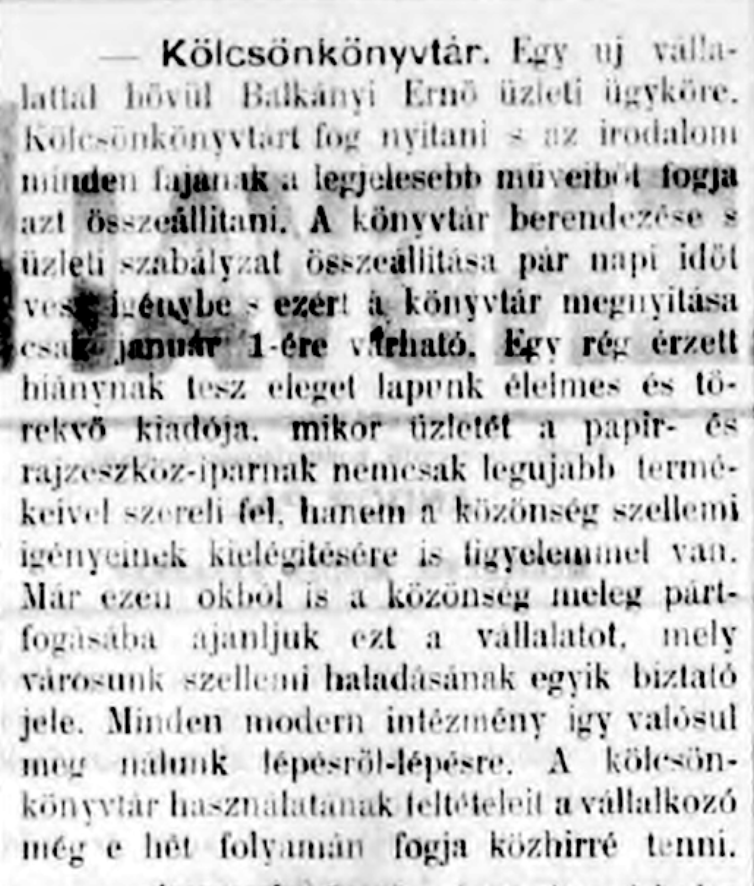 — Kölcsönkönyvtár. Egy uj válla-
lattal bővül Balkányi Ernő üzleti ügyköre.
Kölcsönkönyvtárt fog nyitani s az irodalom
minden fajának a legjelesebb műveiből fogja
azt összeállitani. A könyvtár berendezése s
üzleti szabályzat összeállitása pár napi időt
vesz igénybe s ezért a könyvtár megnyitása
csak január 1-ére várható. Egy rég érzett
hiánynak tesz eleget lapunk élelmes és tö-
rekvő kiadója, mikor üzletét a papir- és
rajzeszköz-iparnak nemcsak legujabb termé-
keivel szereli fel, hanem a közönség szellemi
igényeinek kielégitésére is figyelemmel van.
Már ezen okból is a közönség meleg párt-
fogásába ajanljuk ezt a vállalatot, mely
városunk szellemi haladásának egyik biztató
jele. Minden modern intézmény igy valósul
meg nálunk lépésről-lépésre. A kölcsön-
könyvtár használatának feltételeit a vállalkozó
még e hét folyamán fogja közhirré tenni.